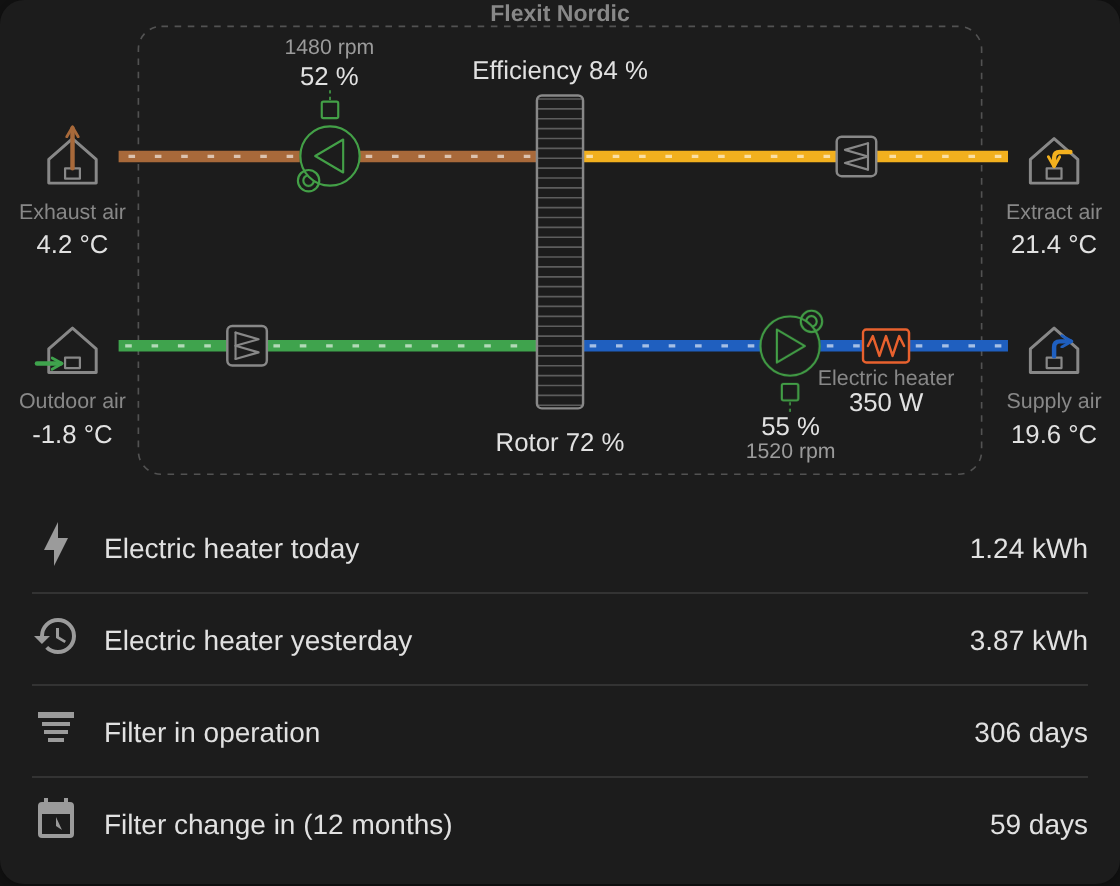 Flexit Nordic
1480 rpm
52 %
Efficiency 84 %
Exhaust air
4.2 °C
Extract air
21.4 °C
Outdoor air
-1.8 °C
Rotor 72 %
Electric heater
350 W
55 %
1520 rpm
Supply air
19.6 °C
Electric heater today 1.24 kWh
Electric heater yesterday 3.87 kWh
Filter in operation 306 days
Filter change in (12 months) 59 days